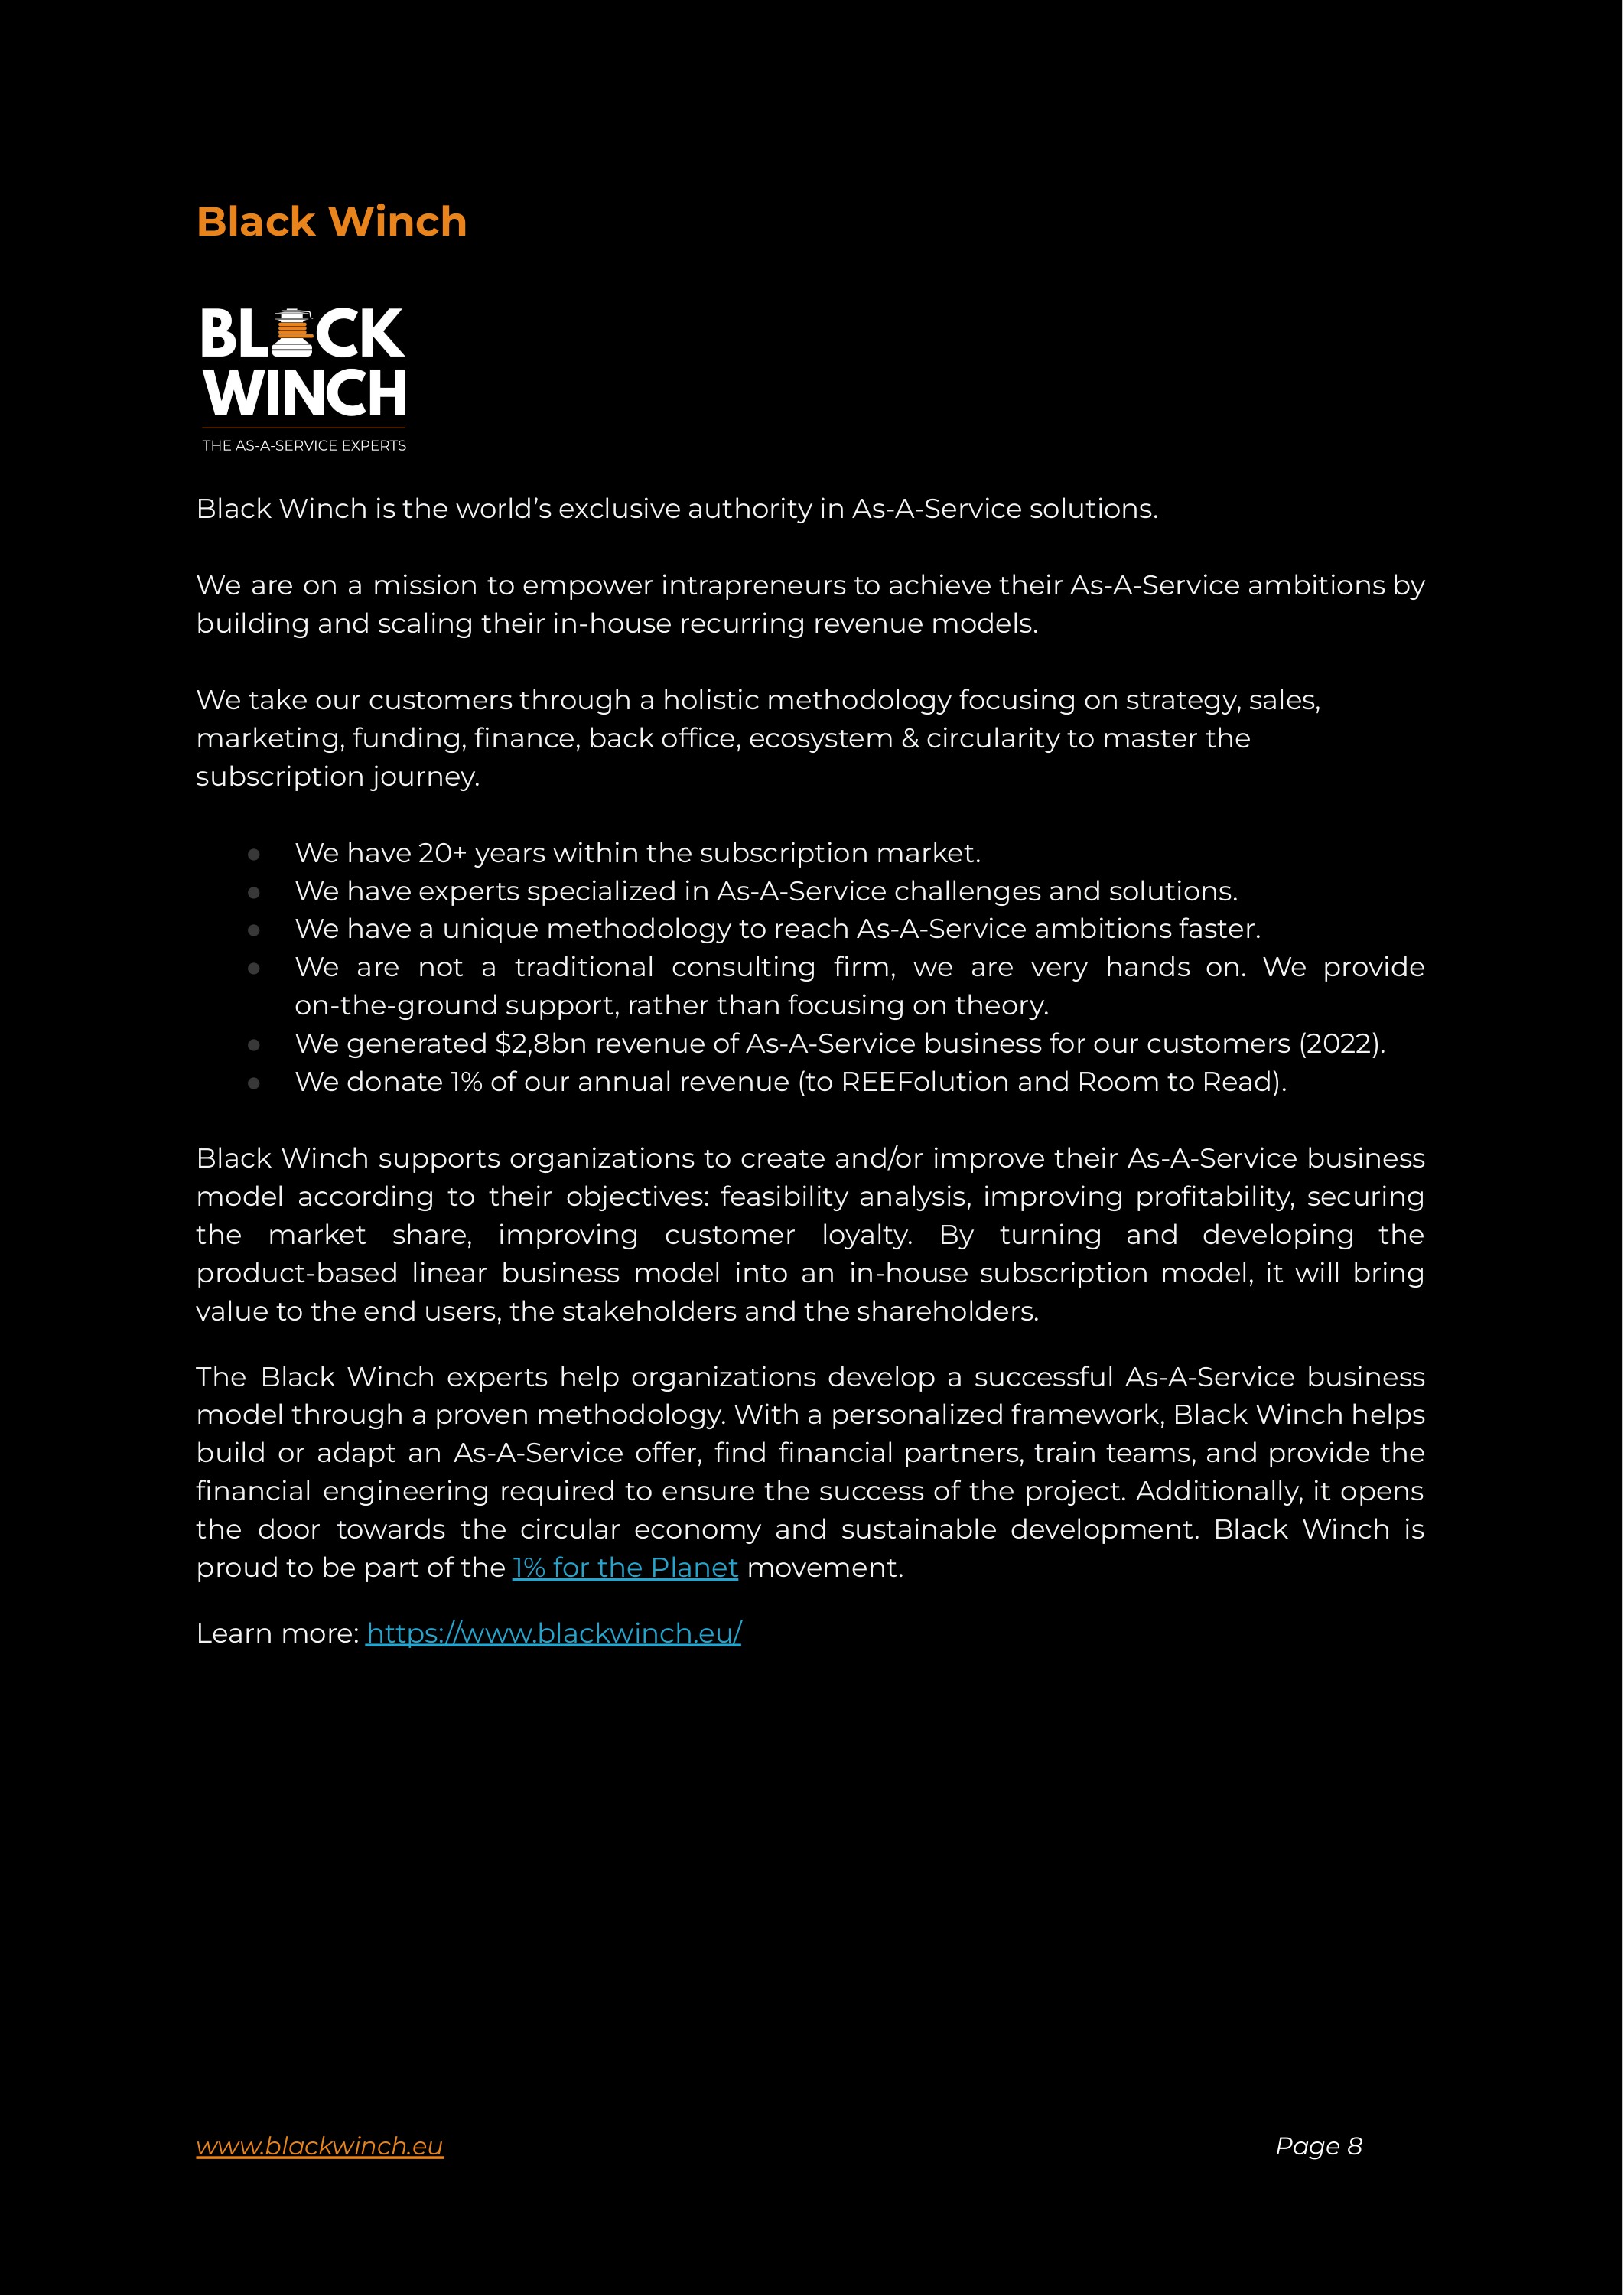 Black Winch
BLACK
WINCH
THE AS-A-SERVICE EXPERTS
Black Winch is the world’s exclusive authority in As-A-Service solutions.
We are on a mission to empower intrapreneurs to achieve their As-A-Service ambitions by
building and scaling their in-house recurring revenue models.
We take our customers through a holistic methodology focusing on strategy, sales,
marketing, funding, finance, back office, ecosystem & circularity to master the
subscription journey.
● We have 20+ years within the subscription market.
● We have experts specialized in As-A-Service challenges and solutions.
● We have a unique methodology to reach As-A-Service ambitions faster.
● We are not a traditional consulting firm, we are very hands on. We provide
on-the-ground support, rather than focusing on theory.
● We generated $2,8bn revenue of As-A-Service business for our customers (2022).
● We donate 1% of our annual revenue (to REEFolution and Room to Read).
Black Winch supports organizations to create and/or improve their As-A-Service business
model according to their objectives: feasibility analysis, improving profitability, securing
the market share, improving customer loyalty. By turning and developing the
product-based linear business model into an in-house subscription model, it will bring
value to the end users, the stakeholders and the shareholders.
The Black Winch experts help organizations develop a successful As-A-Service business
model through a proven methodology. With a personalized framework, Black Winch helps
build or adapt an As-A-Service offer, find financial partners, train teams, and provide the
financial engineering required to ensure the success of the project. Additionally, it opens
the door towards the circular economy and sustainable development. Black Winch is
proud to be part of the 1% for the Planet movement.
Learn more: https://www.blackwinch.eu/
www.blackwinch.eu Page 8